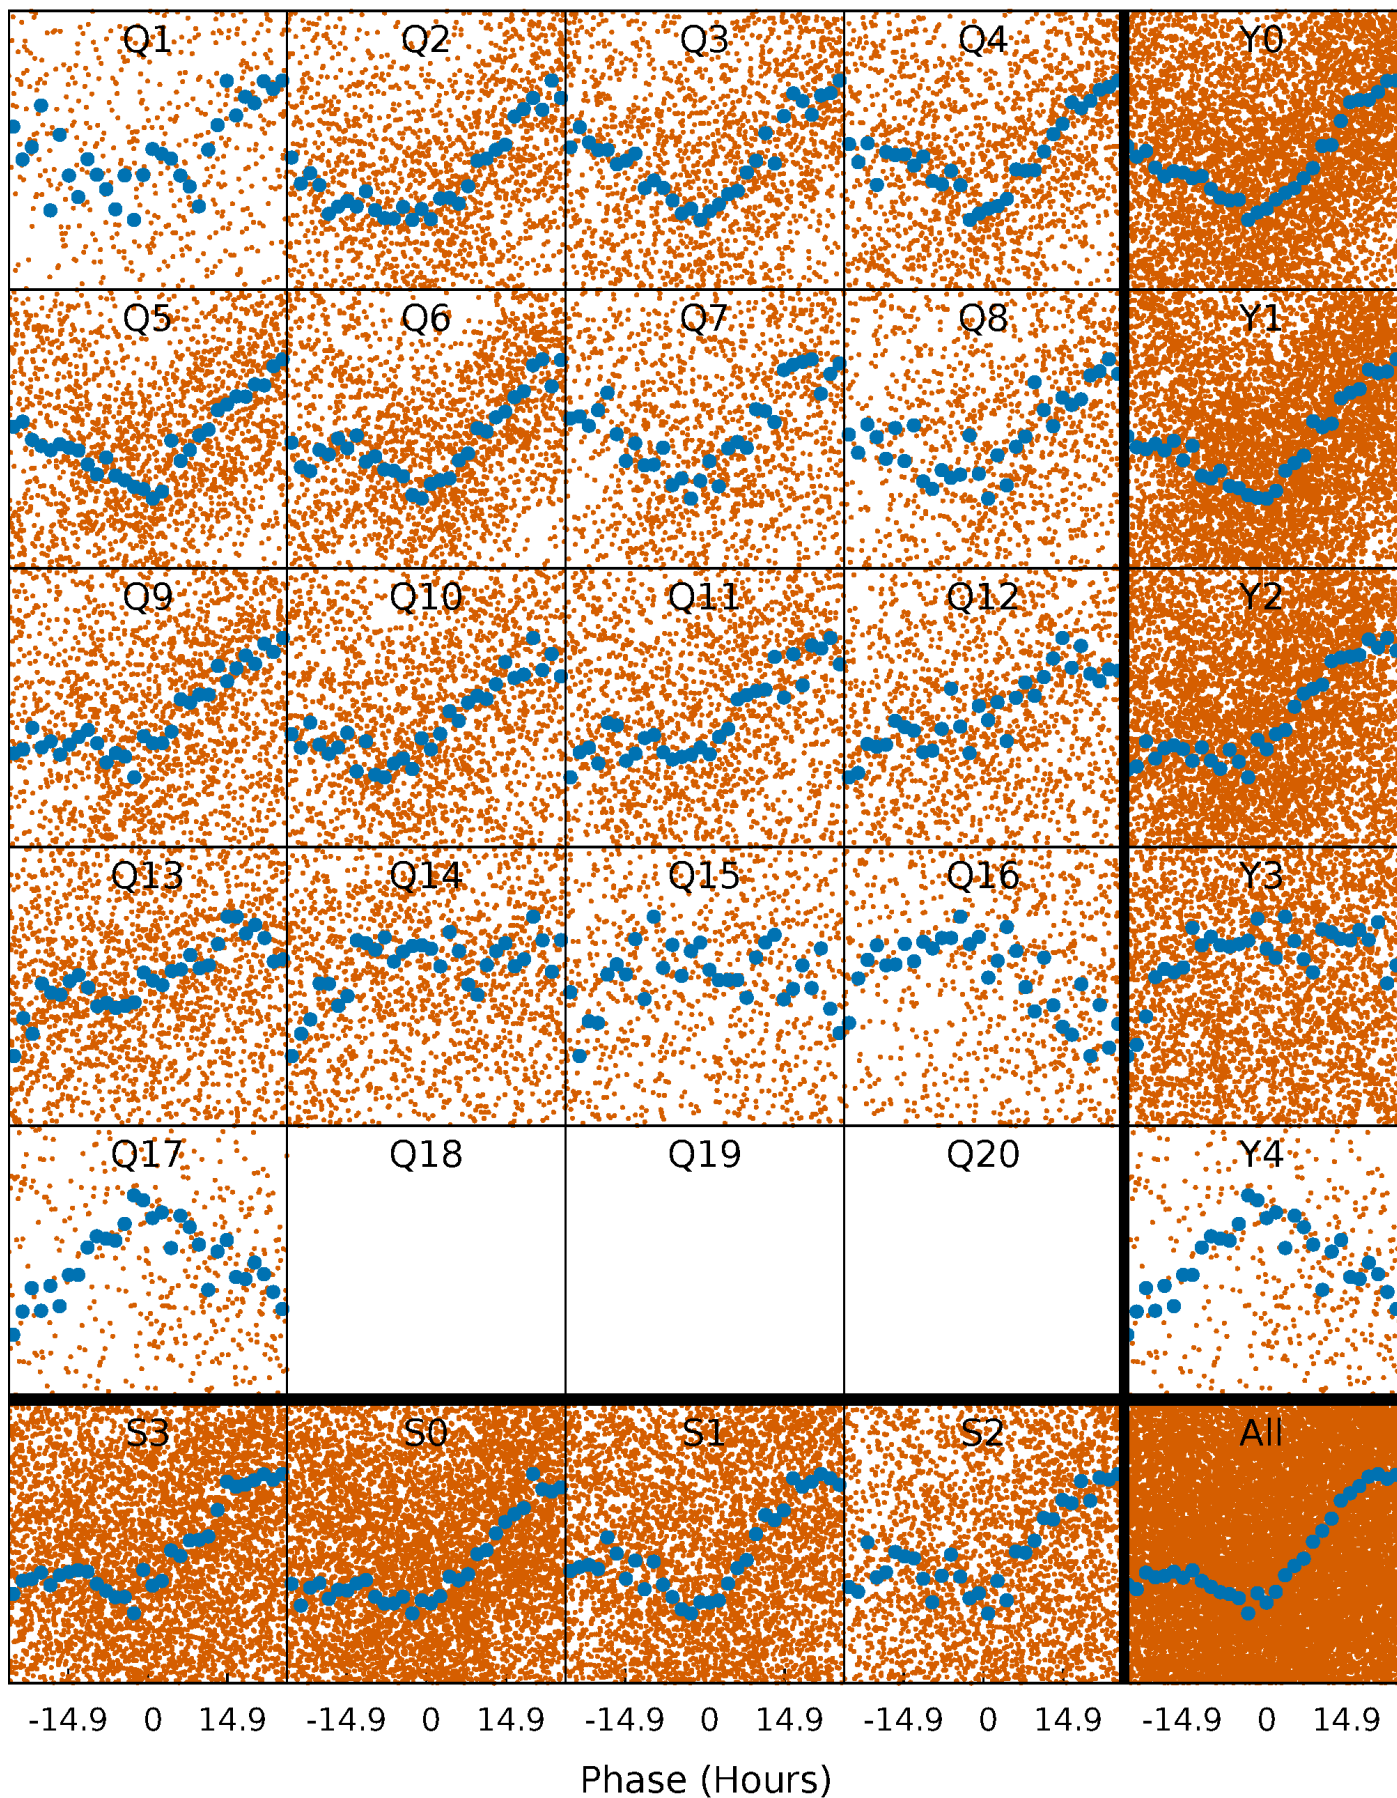 Q1 Q2 Q3 Q4 Y0
Q5 Q6 Q7 Q8 Y1
Q9 Q10 Q11 Q12 Y2
Q13 Q14 Q15 Q16 Y3
Q17 Q18 Q19 Q20 Y4
S3 S0 S1 S2 All
-14.9 0 14.9 -14.9 0 14.9 -14.9 0 14.9 -14.9 0 14.9 -14.9 0 14.9
Phase (Hours)